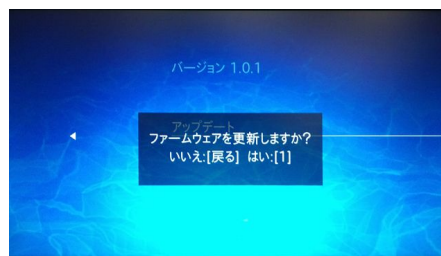 バージョン 1.0.1
アップデート
ファームウェアを更新しますか?
いいえ:[戻る] はい:[1]